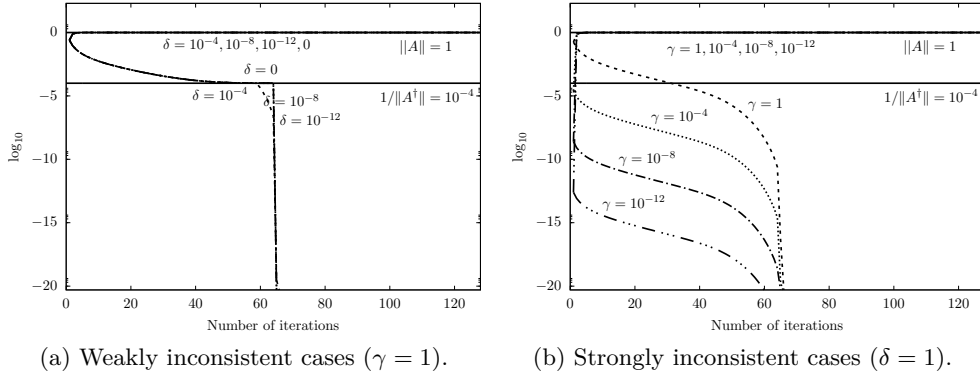 0
−5
−10
−15
−20
log₁₀
δ = 10⁻⁴, 10⁻⁸, 10⁻¹², 0
||A|| = 1
δ = 0
δ = 10⁻⁴
δ = 10⁻⁸
1/||A†|| = 10⁻⁴
δ = 10⁻¹²
0 20 40 60 80 100 120
Number of iterations
(a) Weakly inconsistent cases (γ = 1).
0
−5
−10
−15
−20
log₁₀
γ = 1, 10⁻⁴, 10⁻⁸, 10⁻¹²
||A|| = 1
γ = 1
1/||A†|| = 10⁻⁴
γ = 10⁻⁴
γ = 10⁻⁸
γ = 10⁻¹²
0 20 40 60 80 100 120
Number of iterations
(b) Strongly inconsistent cases (δ = 1).